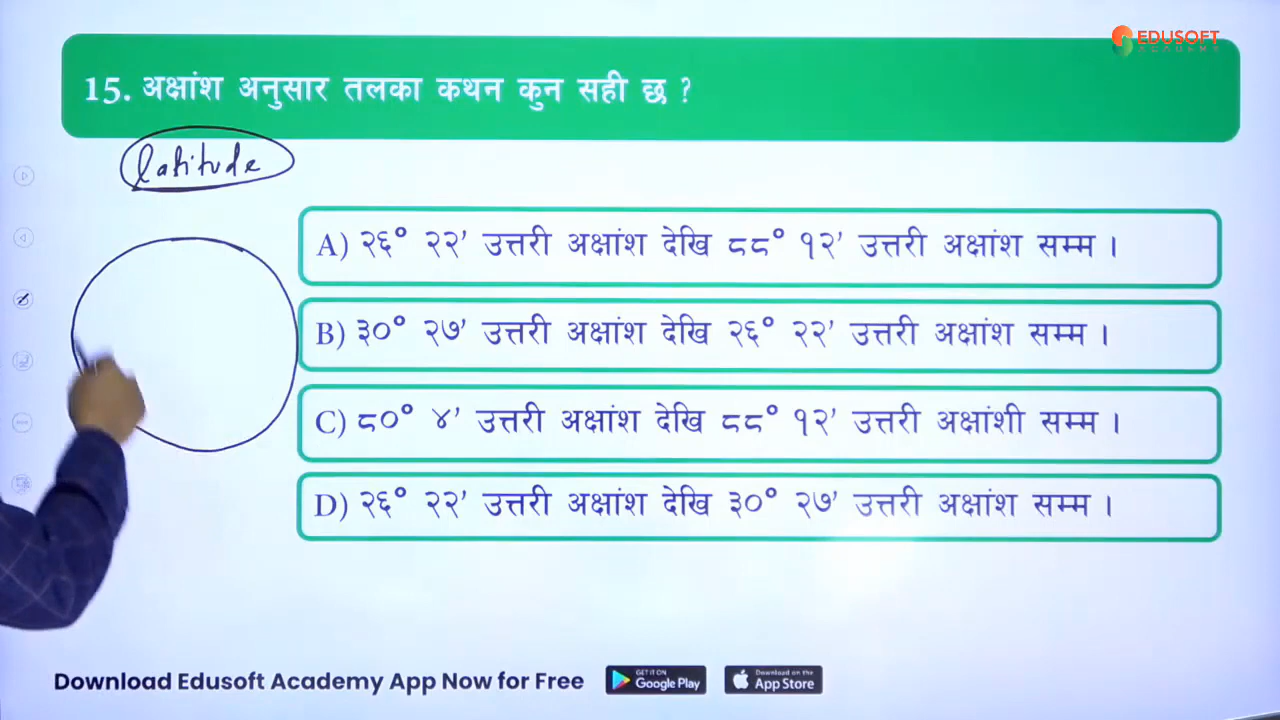 EDUSOFT
ACADEMY
15. अक्षांश अनुसार तलका कथन कुन सही छ ?
latitude
A) २६° २२' उत्तरी अक्षांश देखि ८८° १२' उत्तरी अक्षांश सम्म ।
B) ३०° २७' उत्तरी अक्षांश देखि २६° २२' उत्तरी अक्षांश सम्म ।
C) ८०° ४' उत्तरी अक्षांश देखि ८८° १२' उत्तरी अक्षांशी सम्म ।
D) २६° २२' उत्तरी अक्षांश देखि ३०° २७' उत्तरी अक्षांश सम्म ।
Download Edusoft Academy App Now for Free
GET IT ON
Google Play
Download on the
App Store